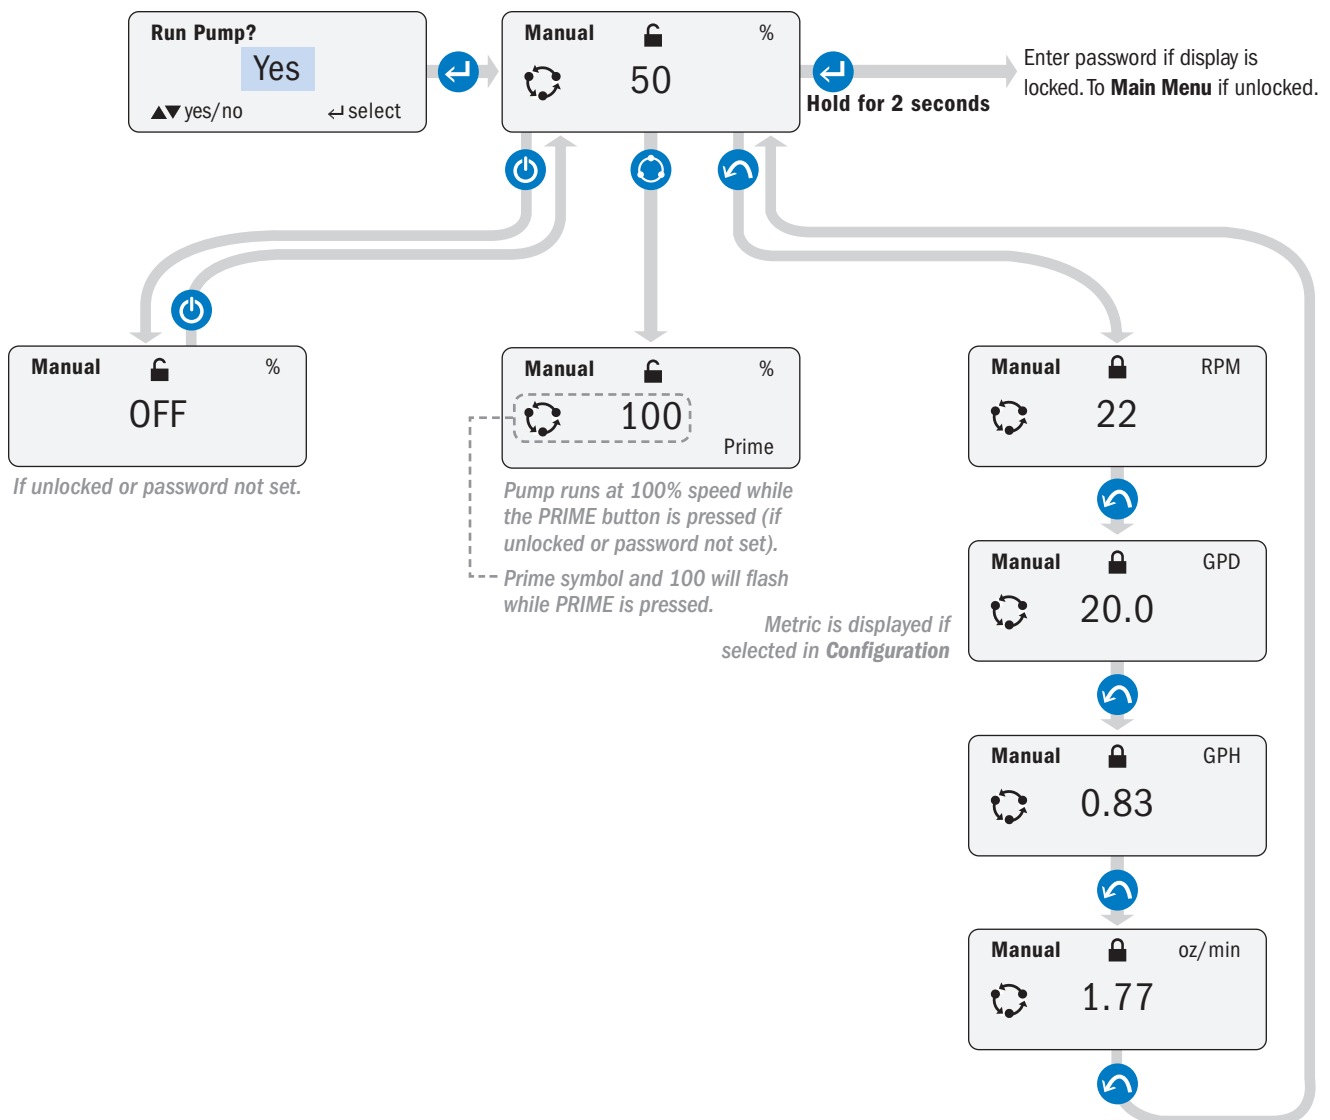 Run Pump?
Yes
▲▼ yes/no ↵ select
Manual %
50
Hold for 2 seconds
Enter password if display is
locked. To Main Menu if unlocked.
Manual %
OFF
If unlocked or password not set.
Manual %
100
Prime
Pump runs at 100% speed while
the PRIME button is pressed (if
unlocked or password not set).
Prime symbol and 100 will flash
while PRIME is pressed.
Manual RPM
22
Metric is displayed if
selected in Configuration
Manual GPD
20.0
Manual GPH
0.83
Manual oz/min
1.77